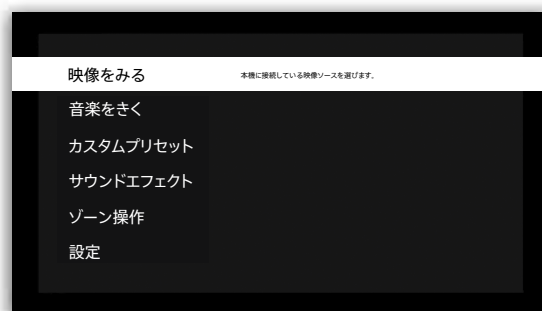 映像をみる
本機に接続している映像ソースを選びます。
音楽をきく
カスタムプリセット
サウンドエフェクト
ゾーン操作
設定